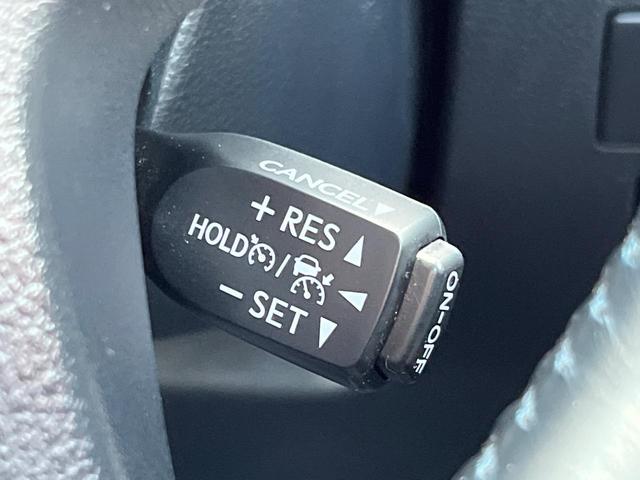 CANCEL
+ RES
HOLD /
- SET
ON-OFF